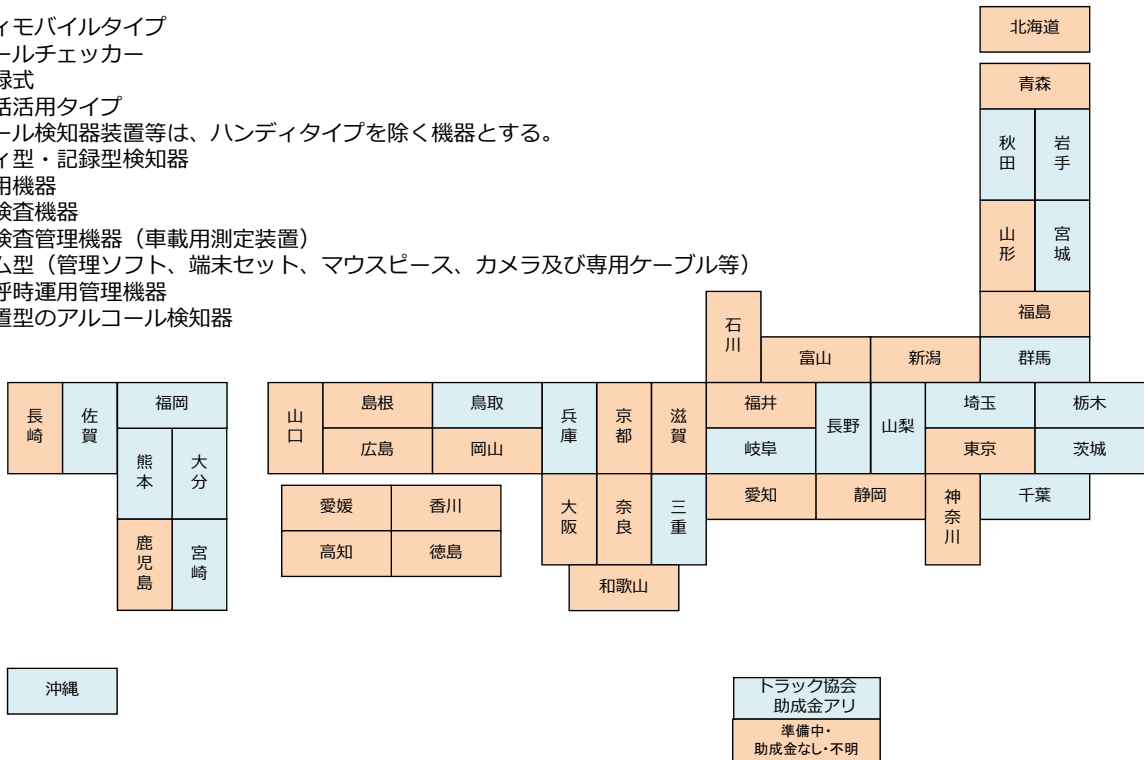 ィモバイルタイプ
ールチェッカー
録式
括活用タイプ
ール検知器装置等は、ハンディタイプを除く機器とする。
ィ型・記録型検知器
用機器
検査機器
検査管理機器（車載用測定装置）
ム型（管理ソフト、端末セット、マウスピース、カメラ及び専用ケーブル等）
呼時運用管理機器
置型のアルコール検知器
北海道
青森
秋田
岩手
山形
宮城
福島
石川
富山
新潟
群馬
長崎
佐賀
福岡
熊本
大分
鹿児島
宮崎
山口
島根
鳥取
広島
岡山
兵庫
京都
滋賀
福井
岐阜
長野
山梨
埼玉
栃木
東京
茨城
愛媛
香川
高知
徳島
大阪
奈良
三重
愛知
静岡
神奈川
千葉
和歌山
沖縄
トラック協会
助成金アリ
準備中・
助成金なし・不明